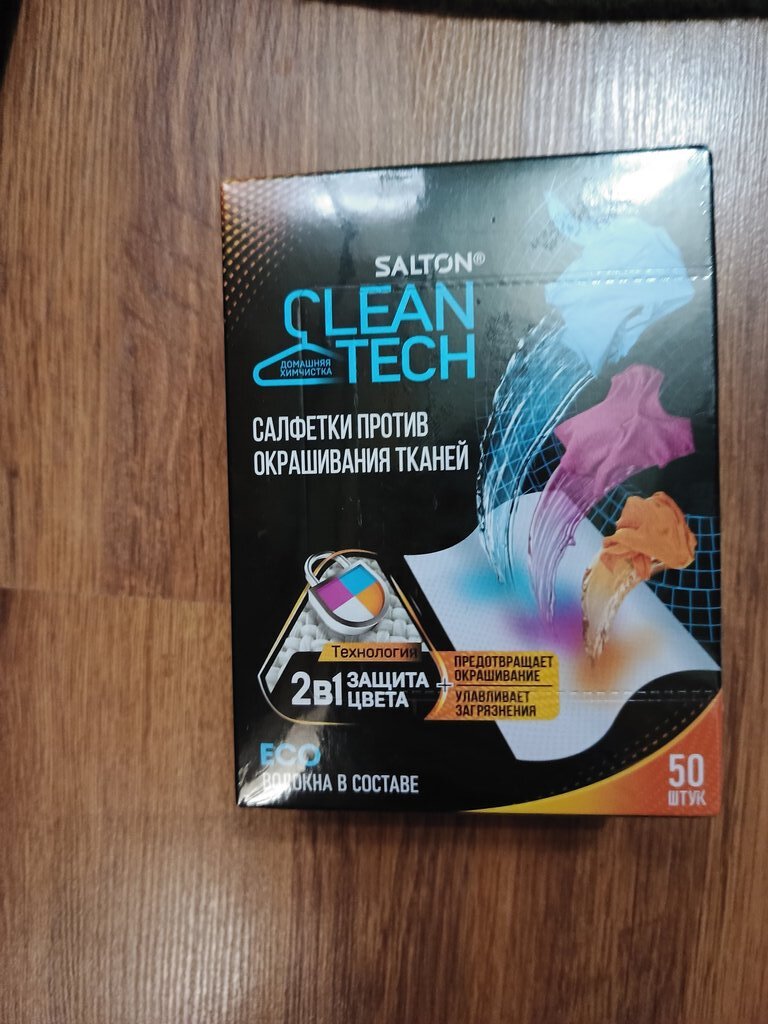 SALTON®
CLEAN
TECH
ДОМАШНЯЯ
ХИМЧИСТКА
САЛФЕТКИ ПРОТИВ
ОКРАШИВАНИЯ ТКАНЕЙ
Технология
2В1 ЗАЩИТА
ЦВЕТА
+
ПРЕДОТВРАЩАЕТ
ОКРАШИВАНИЕ
УЛАВЛИВАЕТ
ЗАГРЯЗНЕНИЯ
ECO
ВОЛОКНА В СОСТАВЕ
50
ШТУК